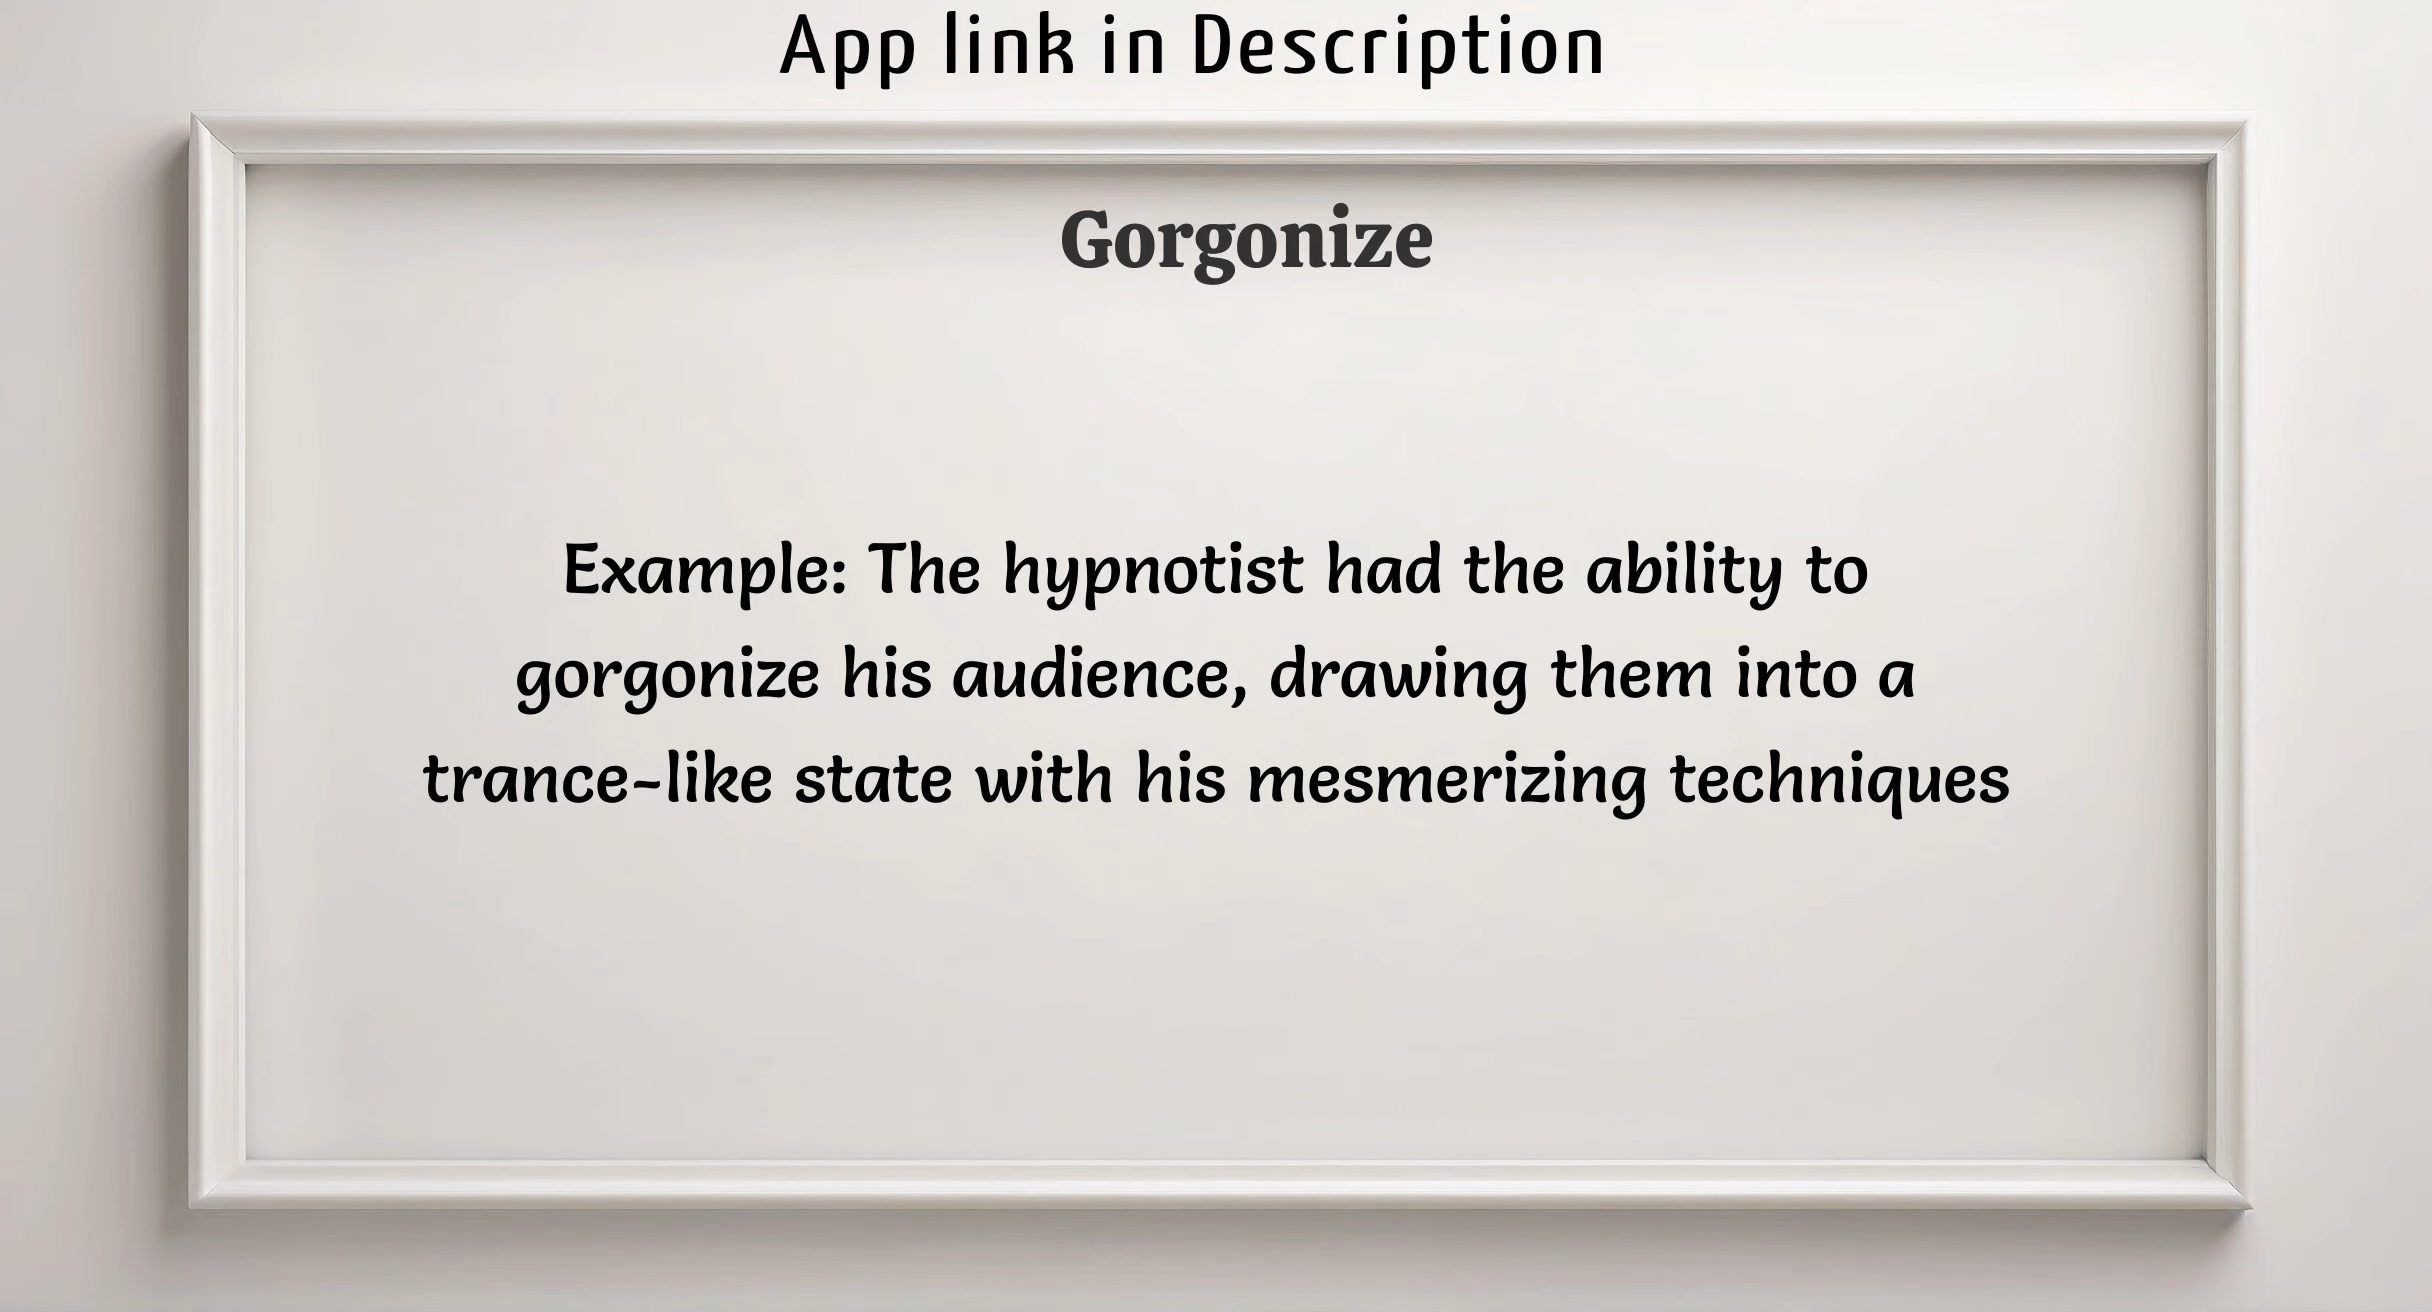 App link in Description
Gorgonize
Example: The hypnotist had the ability to
gorgonize his audience, drawing them into a
trance-like state with his mesmerizing techniques